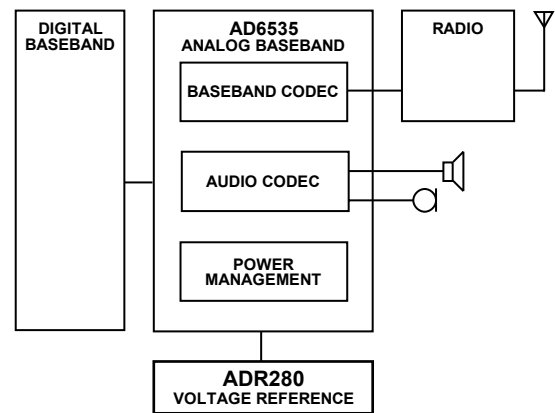 DIGITAL
BASEBAND
AD6535
ANALOG BASEBAND
RADIO
BASEBAND CODEC
AUDIO CODEC
POWER
MANAGEMENT
ADR280
VOLTAGE REFERENCE